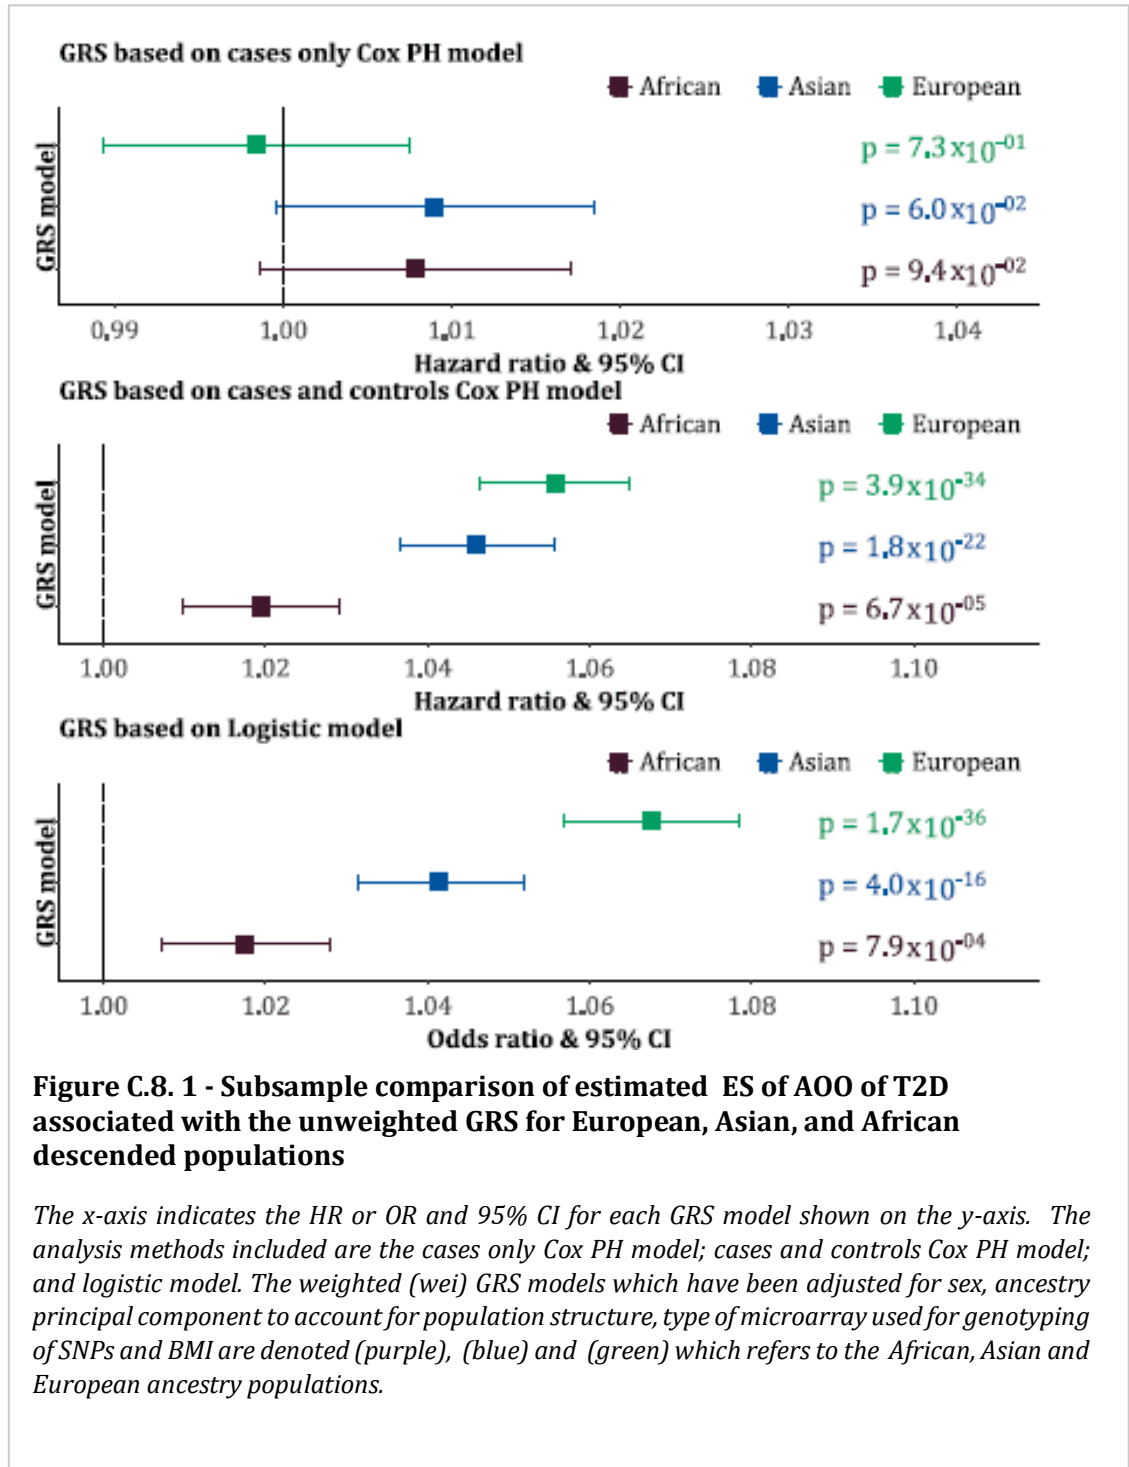 GRS based on cases only Cox PH model
African Asian European
GRS model
p = 7.3x10⁻⁰¹
p = 6.0x10⁻⁰²
p = 9.4x10⁻⁰²
0.99 1.00 1.01 1.02 1.03 1.04
Hazard ratio & 95% CI
GRS based on cases and controls Cox PH model
African Asian European
GRS model
p = 3.9x10⁻³⁴
p = 1.8x10⁻²²
p = 6.7x10⁻⁰⁵
1.00 1.02 1.04 1.06 1.08 1.10
Hazard ratio & 95% CI
GRS based on Logistic model
African Asian European
GRS model
p = 1.7x10⁻³⁶
p = 4.0x10⁻¹⁶
p = 7.9x10⁻⁰⁴
1.00 1.02 1.04 1.06 1.08 1.10
Odds ratio & 95% CI
Figure C.8. 1 - Subsample comparison of estimated ES of AOO of T2D
associated with the unweighted GRS for European, Asian, and African
descended populations
The x-axis indicates the HR or OR and 95% CI for each GRS model shown on the y-axis. The
analysis methods included are the cases only Cox PH model; cases and controls Cox PH model;
and logistic model. The weighted (wei) GRS models which have been adjusted for sex, ancestry
principal component to account for population structure, type of microarray used for genotyping
of SNPs and BMI are denoted (purple), (blue) and (green) which refers to the African, Asian and
European ancestry populations.